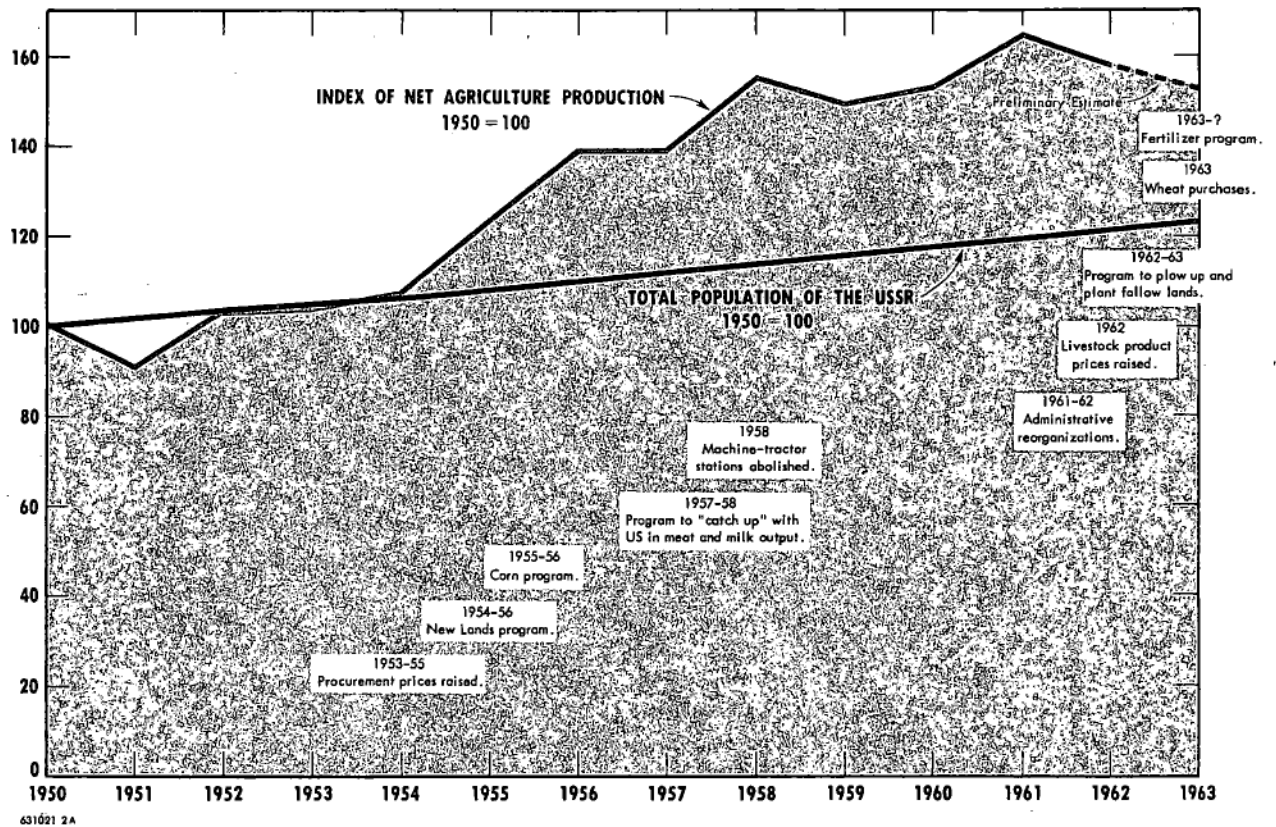 160
140
120
100
80
60
40
20
0
INDEX OF NET AGRICULTURE PRODUCTION
1950 = 100
Preliminary Estimate
1963-?
Fertilizer program.
1963
Wheat purchases.
TOTAL POPULATION OF THE USSR
1950 = 100
1962-63
Program to plow up and
plant fallow lands.
1962
Livestock product
prices raised.
1961-62
Administrative
reorganizations.
1958
Machine-tractor
stations abolished.
1957-58
Program to "catch up" with
US in meat and milk output.
1955-56
Corn program.
1954-56
New Lands program.
1953-55
Procurement prices raised.
1950 1951 1952 1953 1954 1955 1956 1957 1958 1959 1960 1961 1962 1963
631021 2A